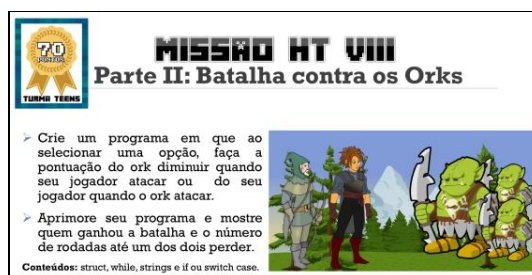 70
PONTOS
TURMA TEENS
MISSÃO HT VIII
Parte II: Batalha contra os Orks
➢ Crie um programa em que ao
selecionar uma opção, faça a
pontuação do ork diminuir quando
seu jogador atacar ou do seu
jogador quando o ork atacar.
➢ Aprimore seu programa e mostre
quem ganhou a batalha e o número
de rodadas até um dos dois perder.
Conteúdos: struct, while, strings e if ou switch case.